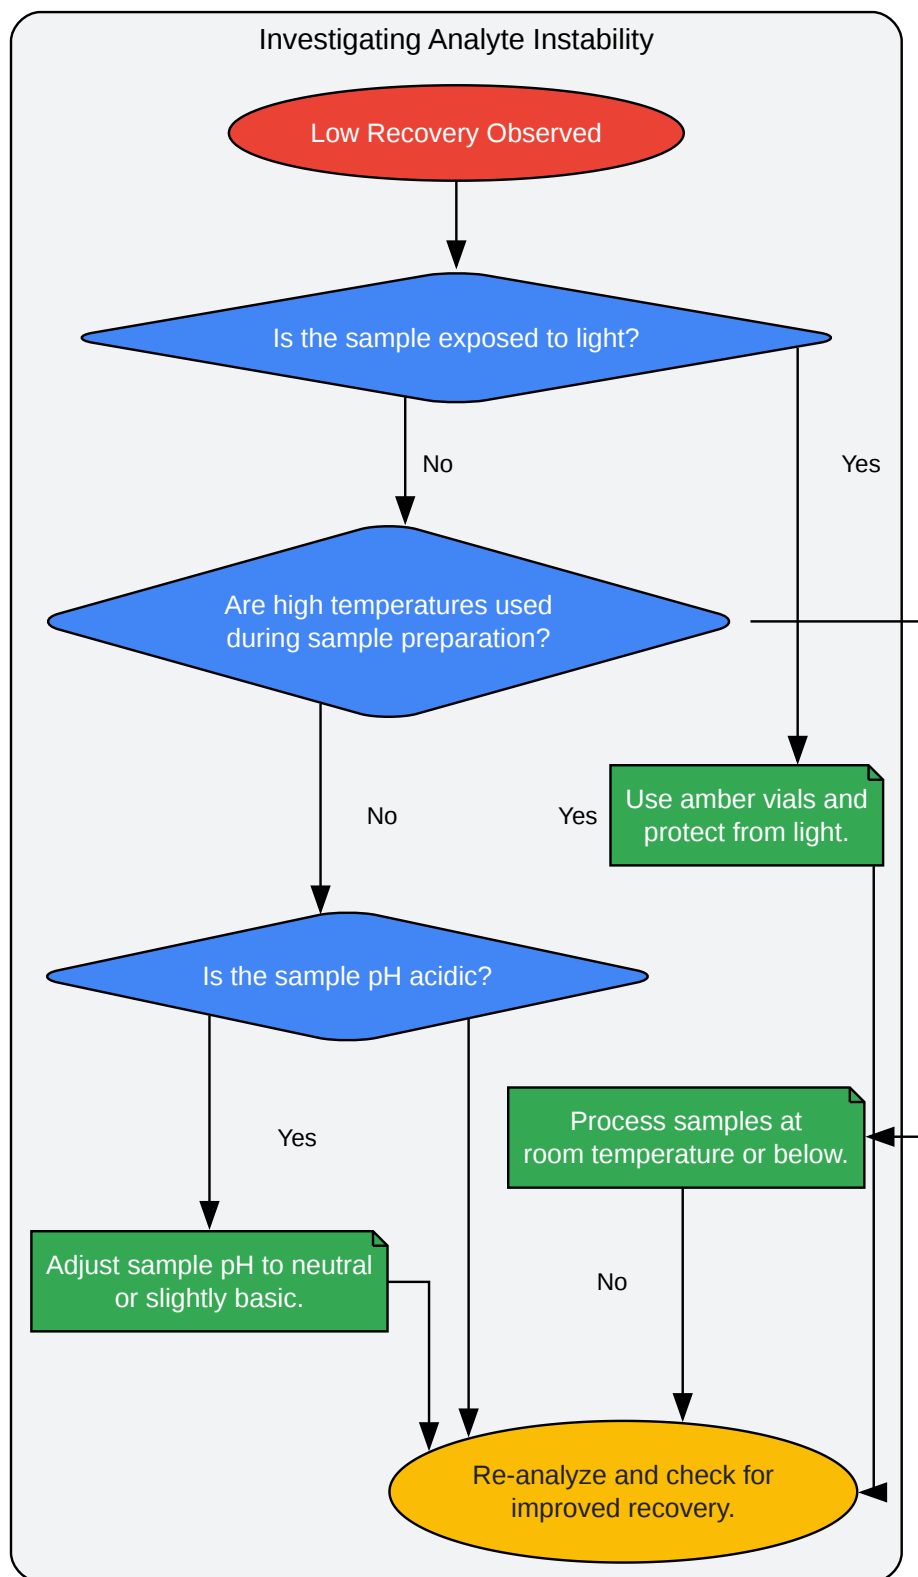 Investigating Analyte Instability
Low Recovery Observed
Is the sample exposed to light?
No
Yes
Are high temperatures used
during sample preparation?
No
Yes
Use amber vials and
protect from light.
Is the sample pH acidic?
Yes
Process samples at
room temperature or below.
Adjust sample pH to neutral
or slightly basic.
No
Re-analyze and check for
improved recovery.